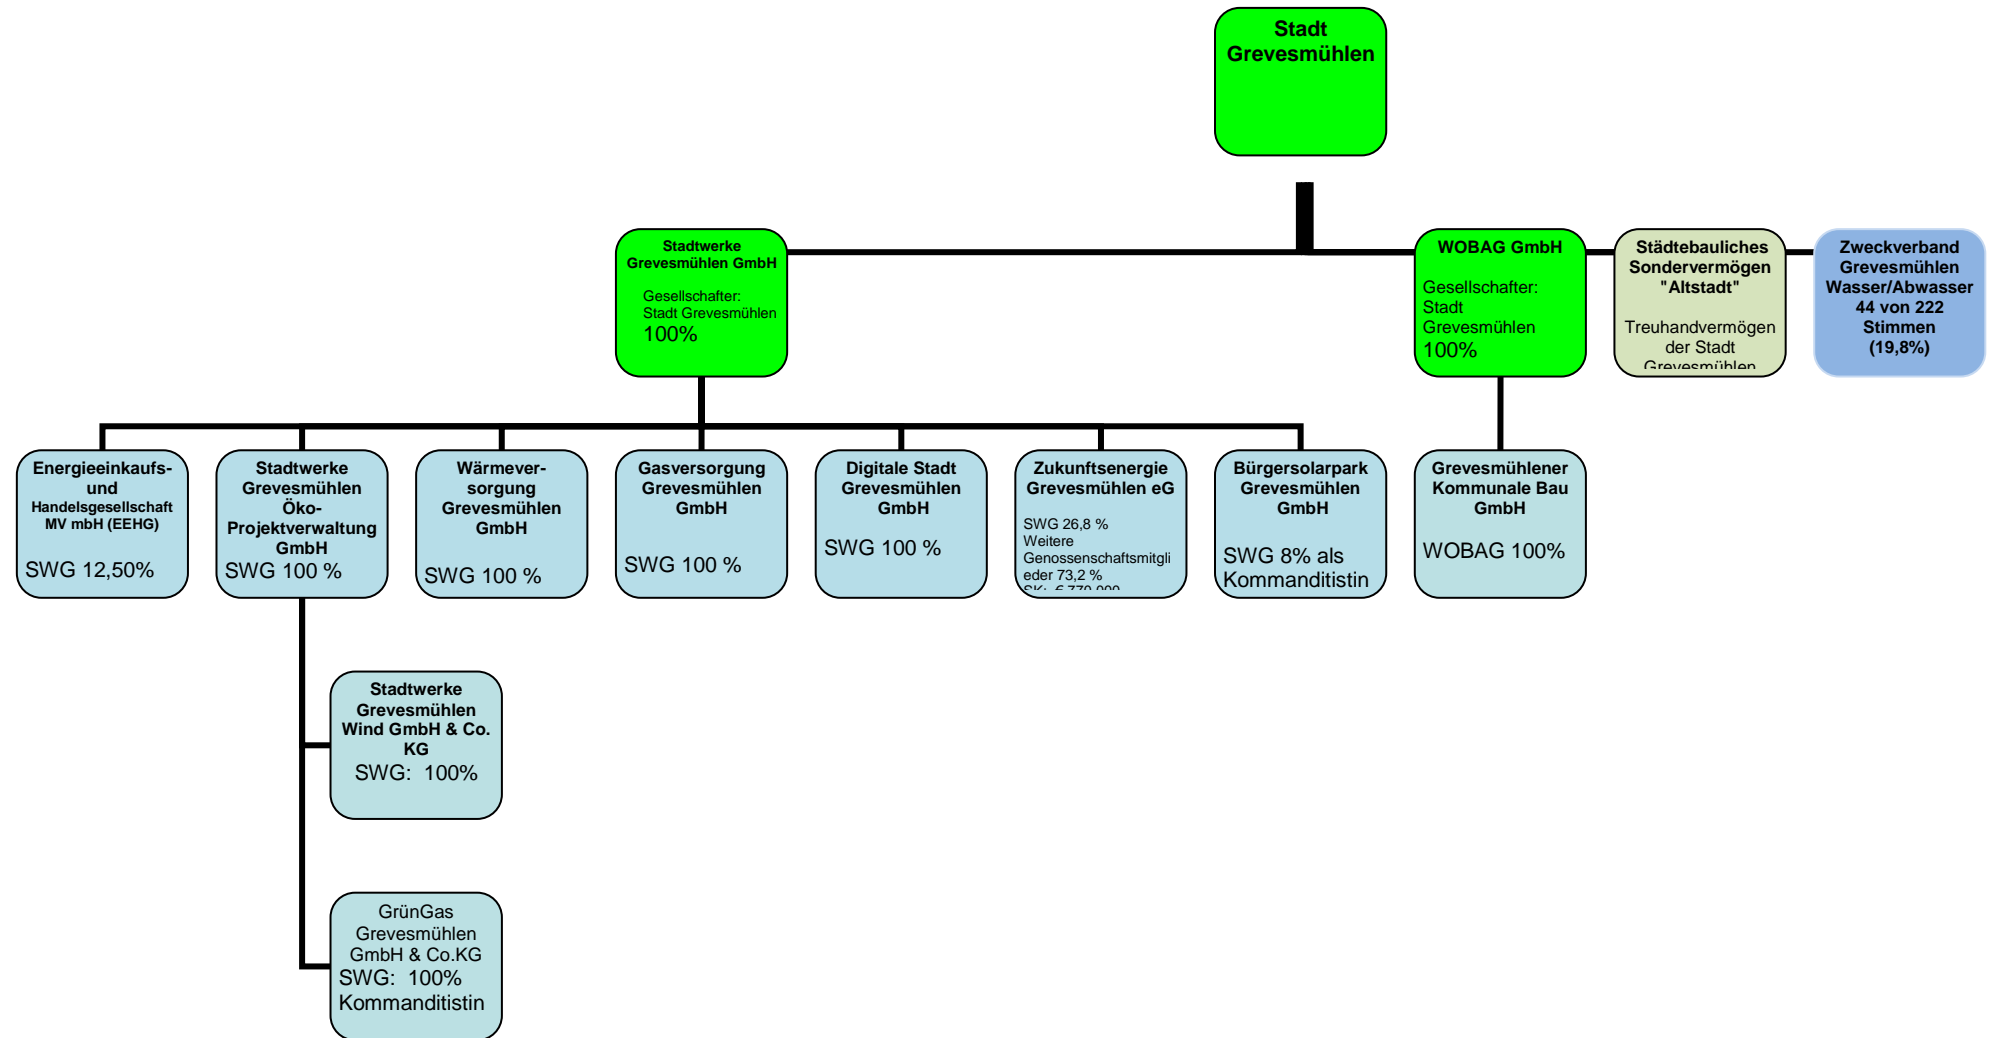 Stadt
Grevesmühlen
Stadtwerke
Grevesmühlen GmbH
Gesellschafter:
Stadt Grevesmühlen
100%
WOBAG GmbH
Gesellschafter:
Stadt
Grevesmühlen
100%
Städtebauliches
Sondervermögen
"Altstadt"
Treuhandvermögen
der Stadt
Grevesmühlen
Zweckverband
Grevesmühlen
Wasser/Abwasser
44 von 222
Stimmen
(19,8%)
Energieeinkaufs-
und
Handelsgesellschaft
MV mbH (EEHG)
SWG 12,50%
Stadtwerke
Grevesmühlen
Öko-
Projektverwaltung
GmbH
SWG 100 %
Wärmever-
sorgung
Grevesmühlen
GmbH
SWG 100 %
Gasversorgung
Grevesmühlen
GmbH
SWG 100 %
Digitale Stadt
Grevesmühlen
GmbH
SWG 100 %
Zukunftsenergie
Grevesmühlen eG
SWG 26,8 %
Weitere
Genossenschaftsmitgli
eder 73,2 %
Bürgersolarpark
Grevesmühlen
GmbH
SWG 8% als
Kommanditistin
Grevesmühlener
Kommunale Bau
GmbH
WOBAG 100%
Stadtwerke
Grevesmühlen
Wind GmbH & Co.
KG
SWG: 100%
GrünGas
Grevesmühlen
GmbH & Co.KG
SWG: 100%
Kommanditistin